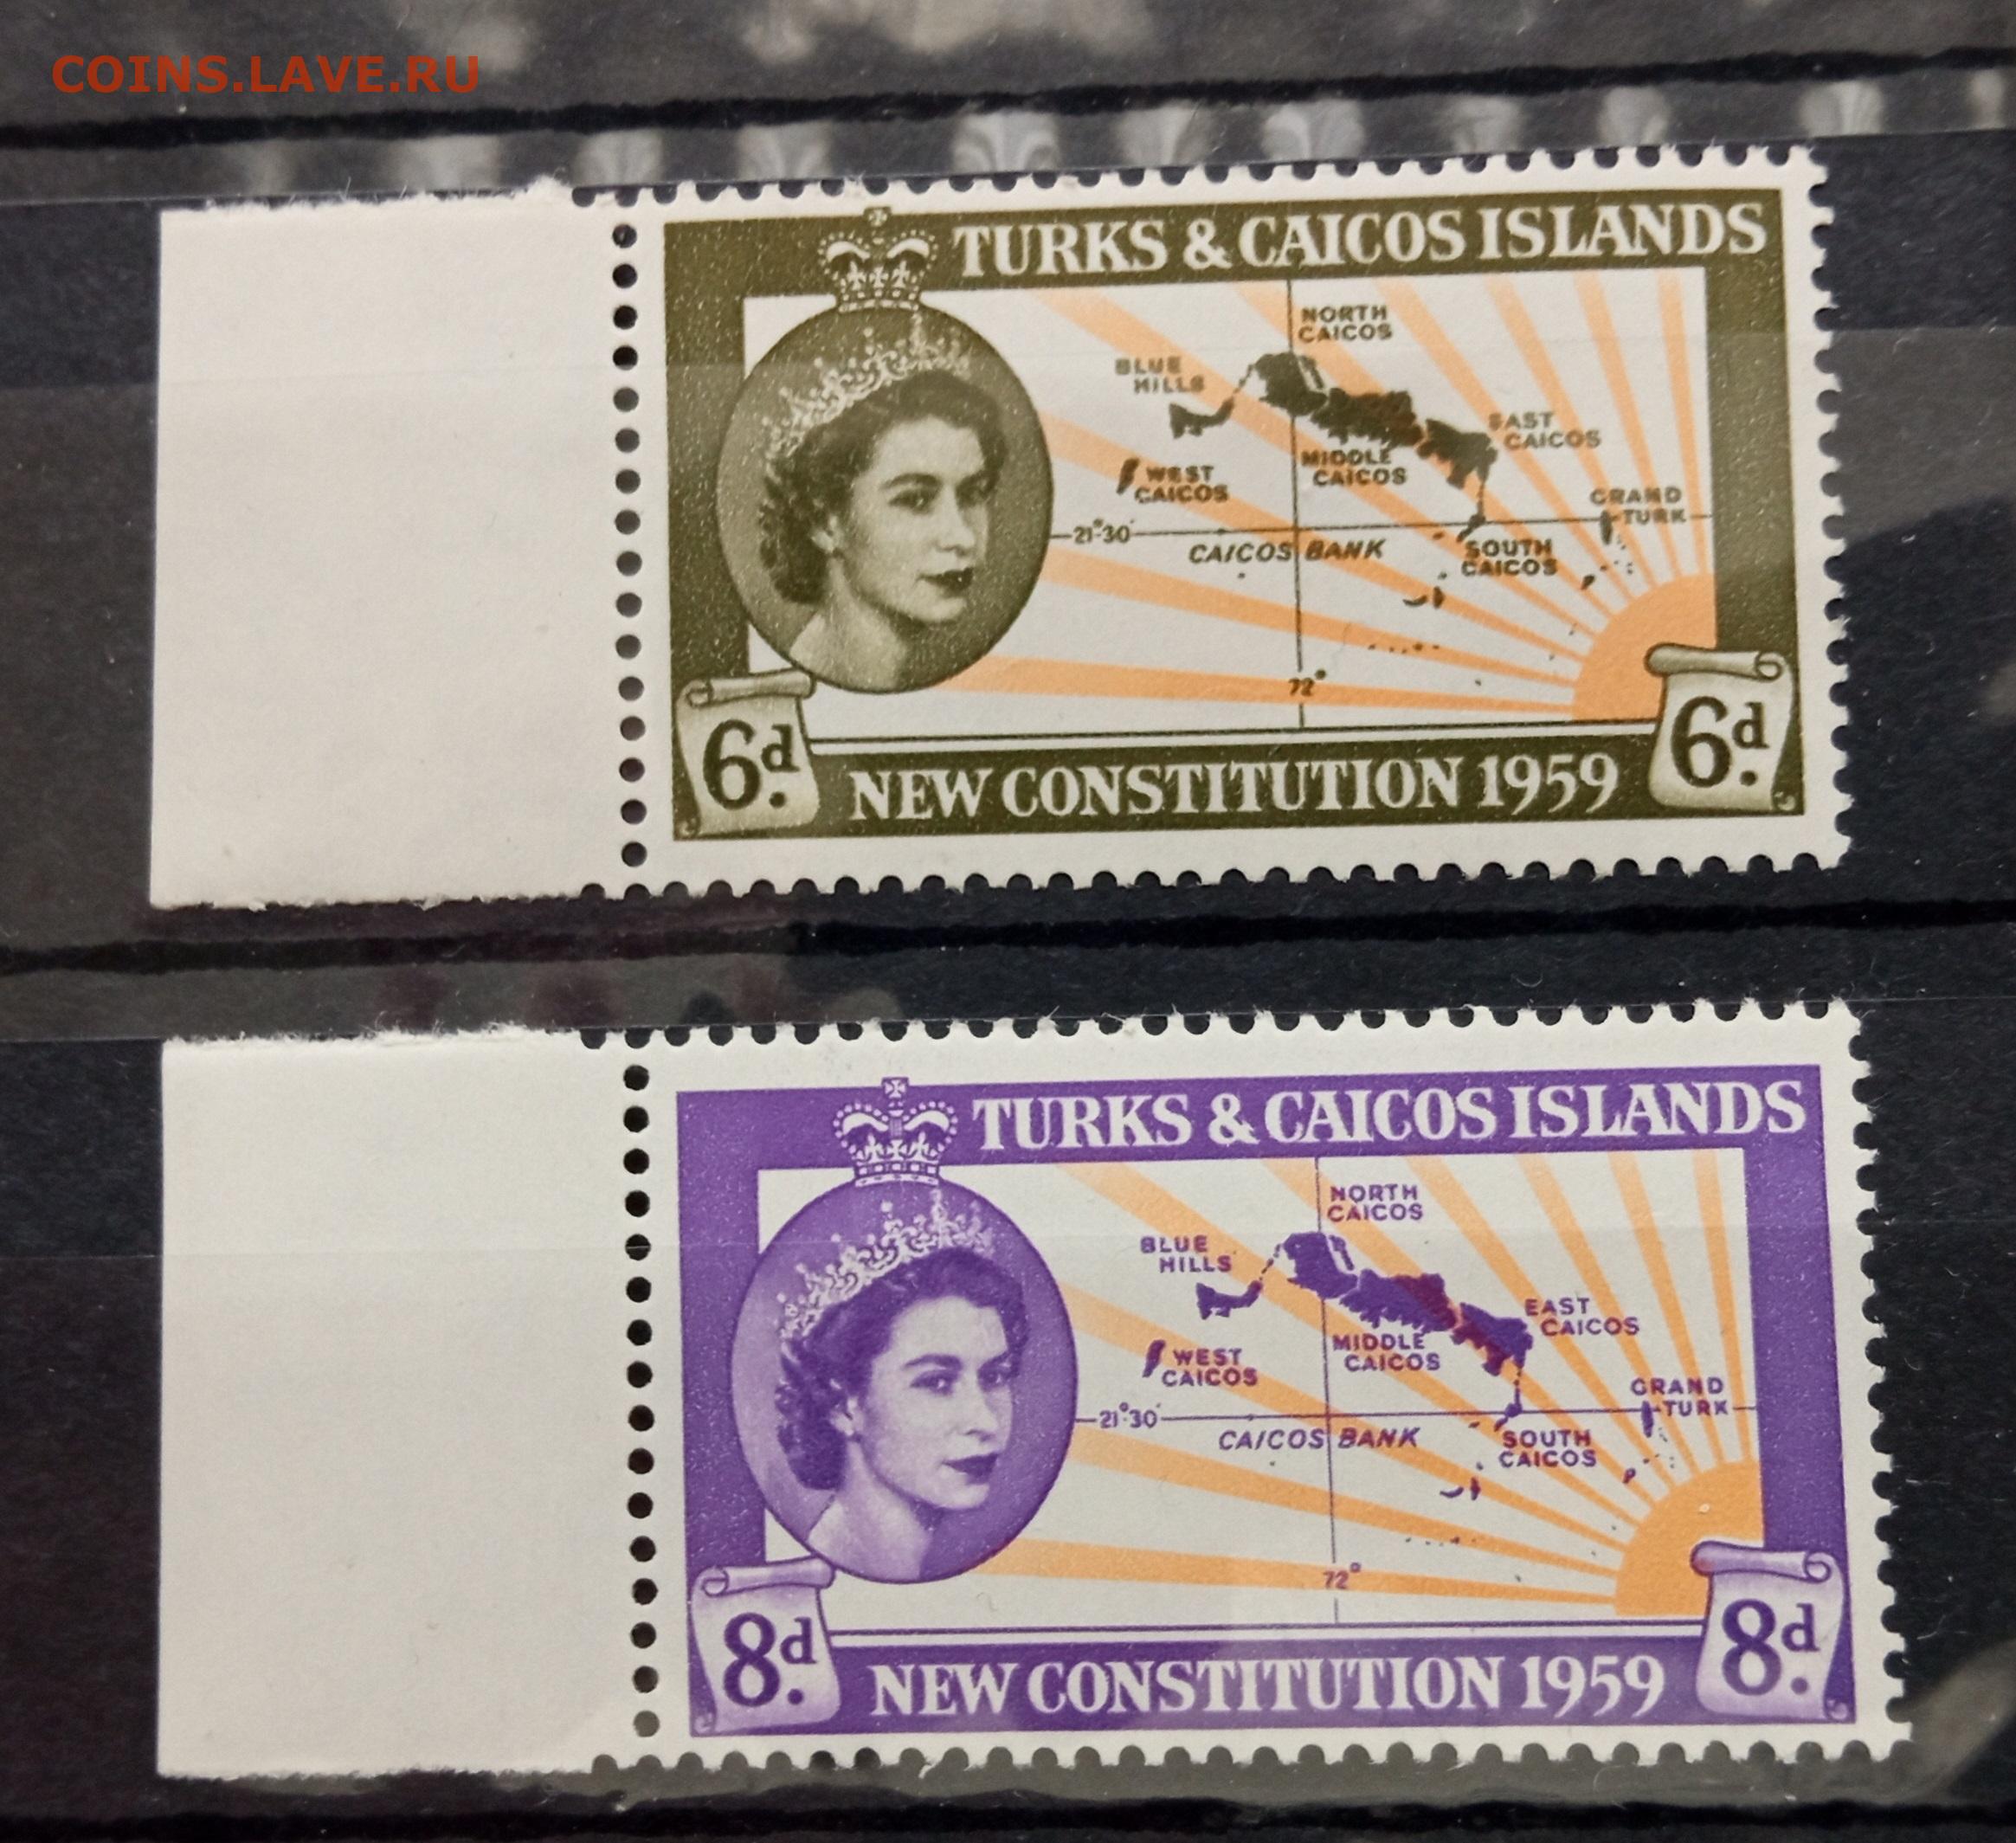 COINS.LAVE.RU
TURKS & CAICOS ISLANDS
NORTH
CAICOS
BLUE
HILLS
EAST
CAICOS
MIDDLE
CAICOS
WEST
CAICOS
GRAND
TURK
21°30'
CAICOS BANK
SOUTH
CAICOS
72°
6d.
6d.
NEW CONSTITUTION 1959
TURKS & CAICOS ISLANDS
NORTH
CAICOS
BLUE
HILLS
EAST
CAICOS
MIDDLE
CAICOS
WEST
CAICOS
GRAND
TURK
21°30'
CAICOS BANK
SOUTH
CAICOS
72°
8d.
8d.
NEW CONSTITUTION 1959